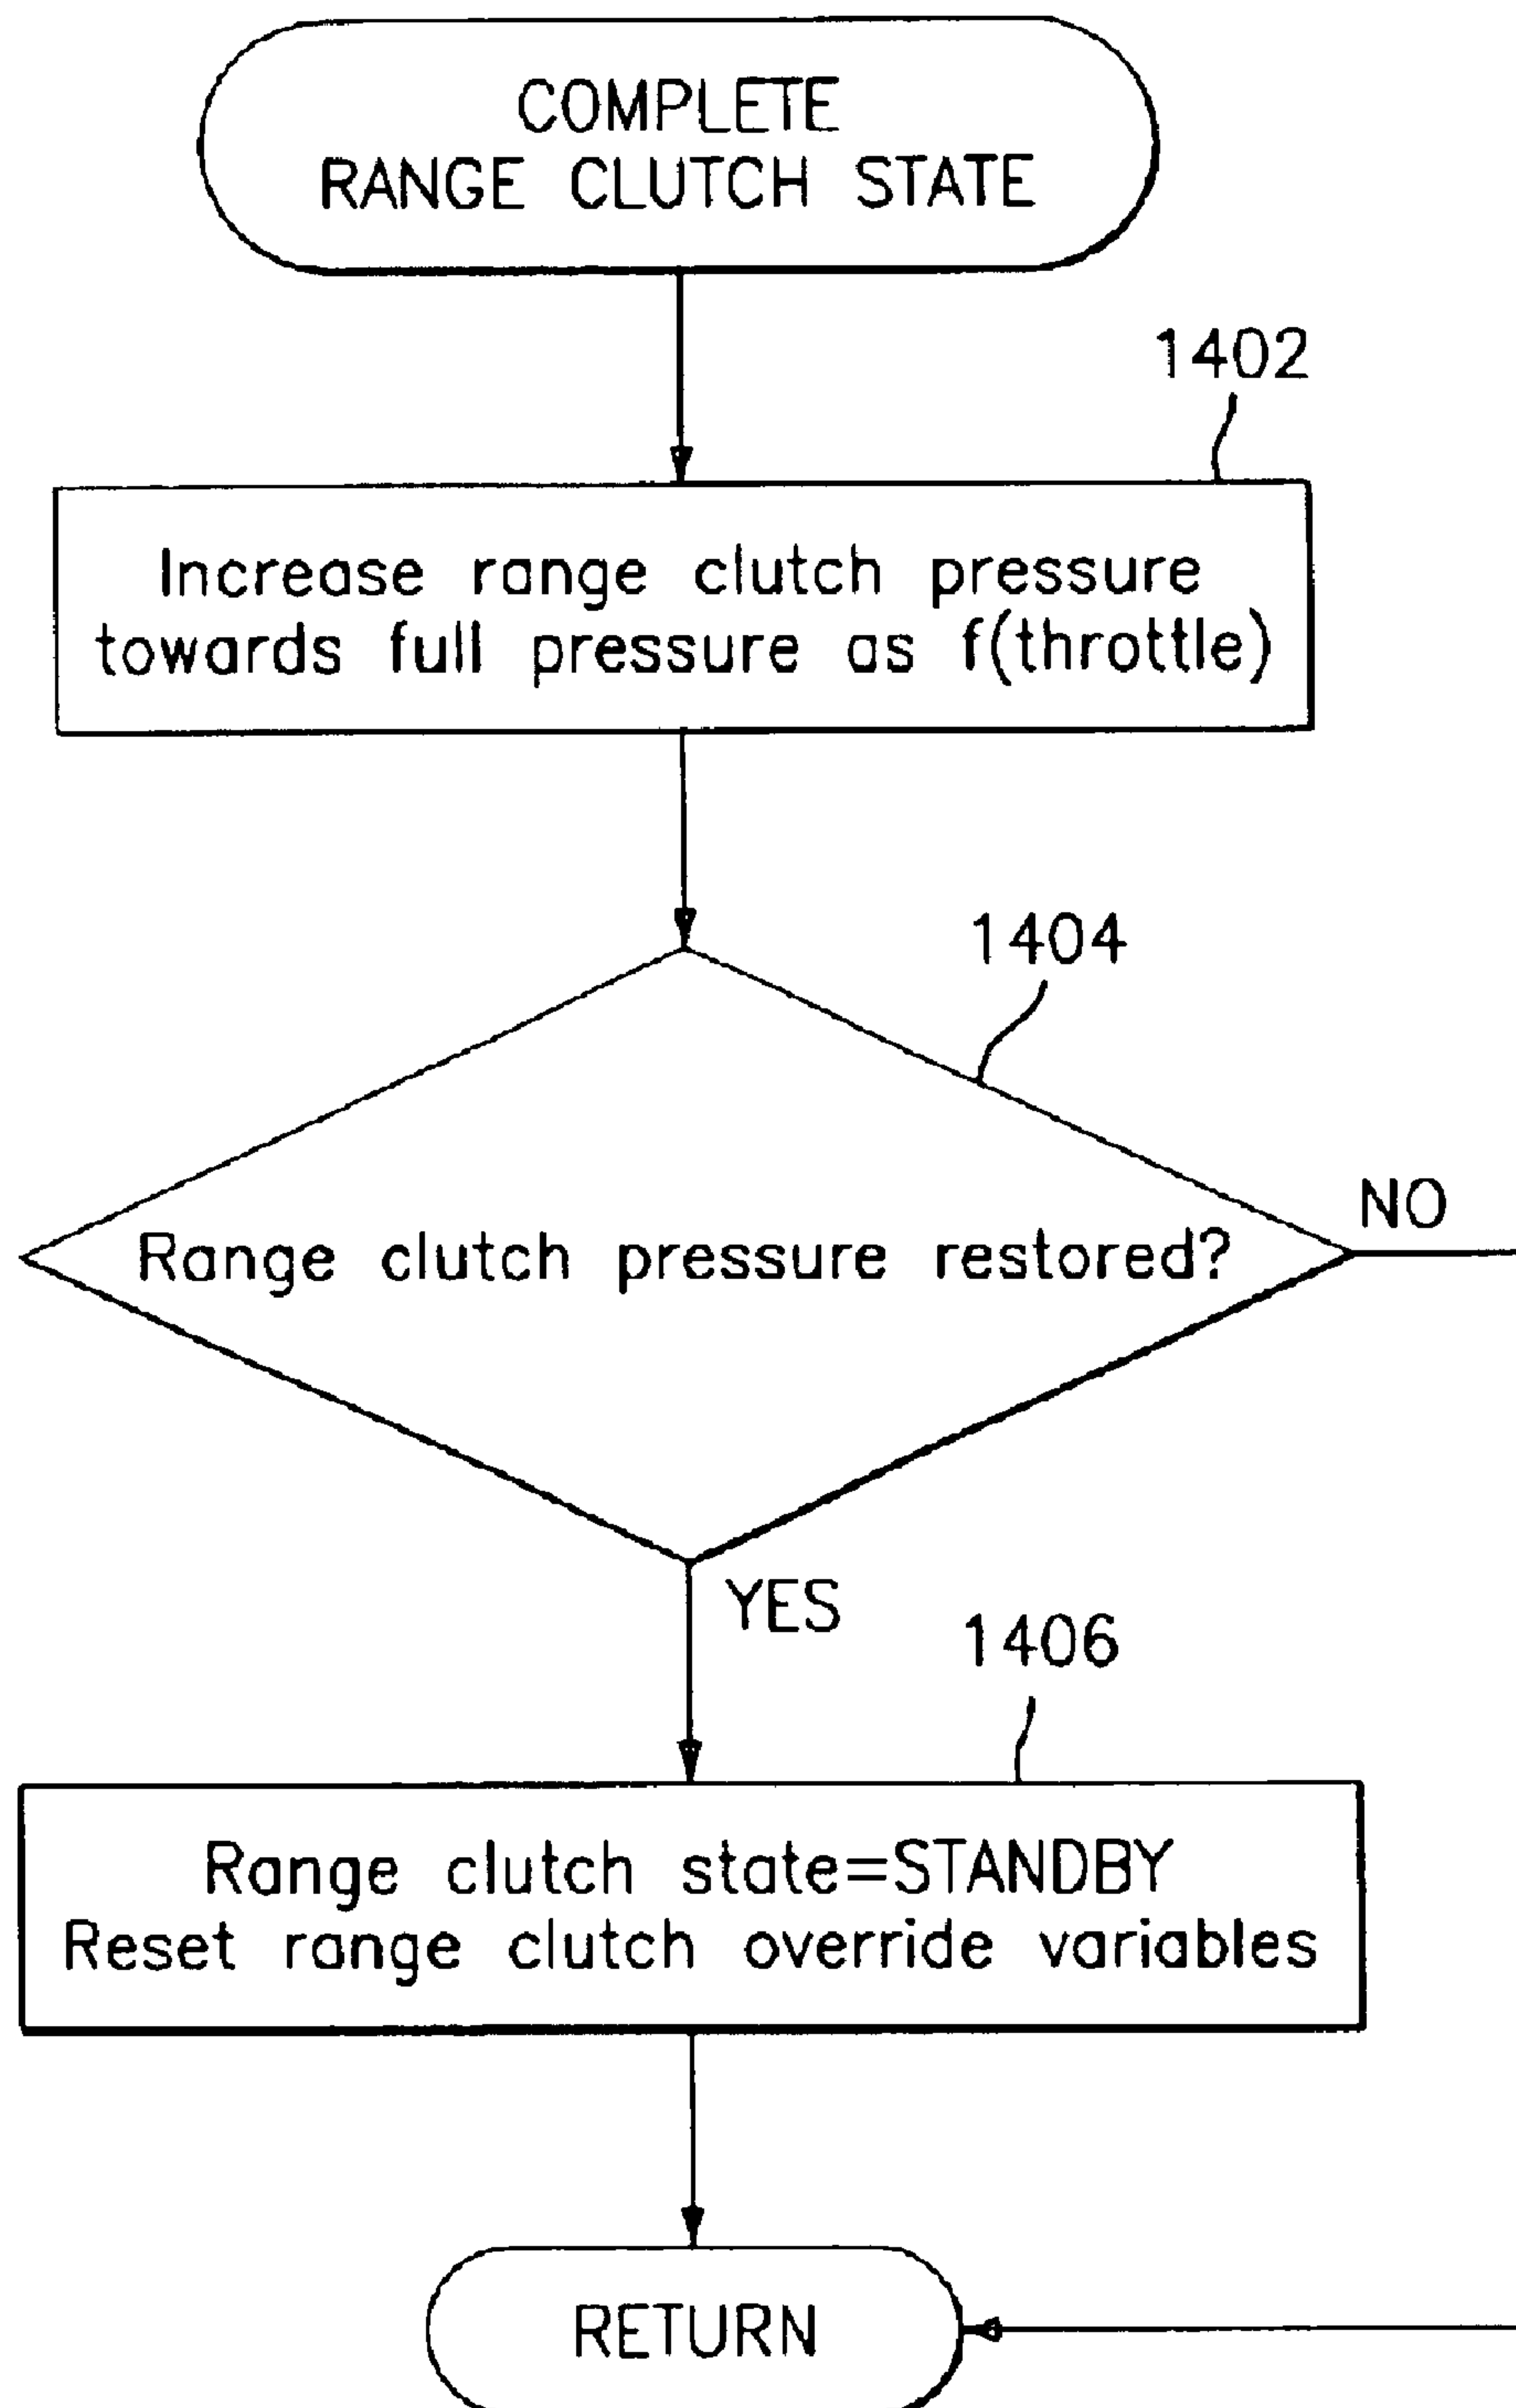 COMPLETE
RANGE CLUTCH STATE
1402
Increase range clutch pressure
towards full pressure as f(throttle)
1404
NO
Range clutch pressure restored?
YES
1406
Range clutch state=STANDBY
Reset range clutch override variables
RETURN